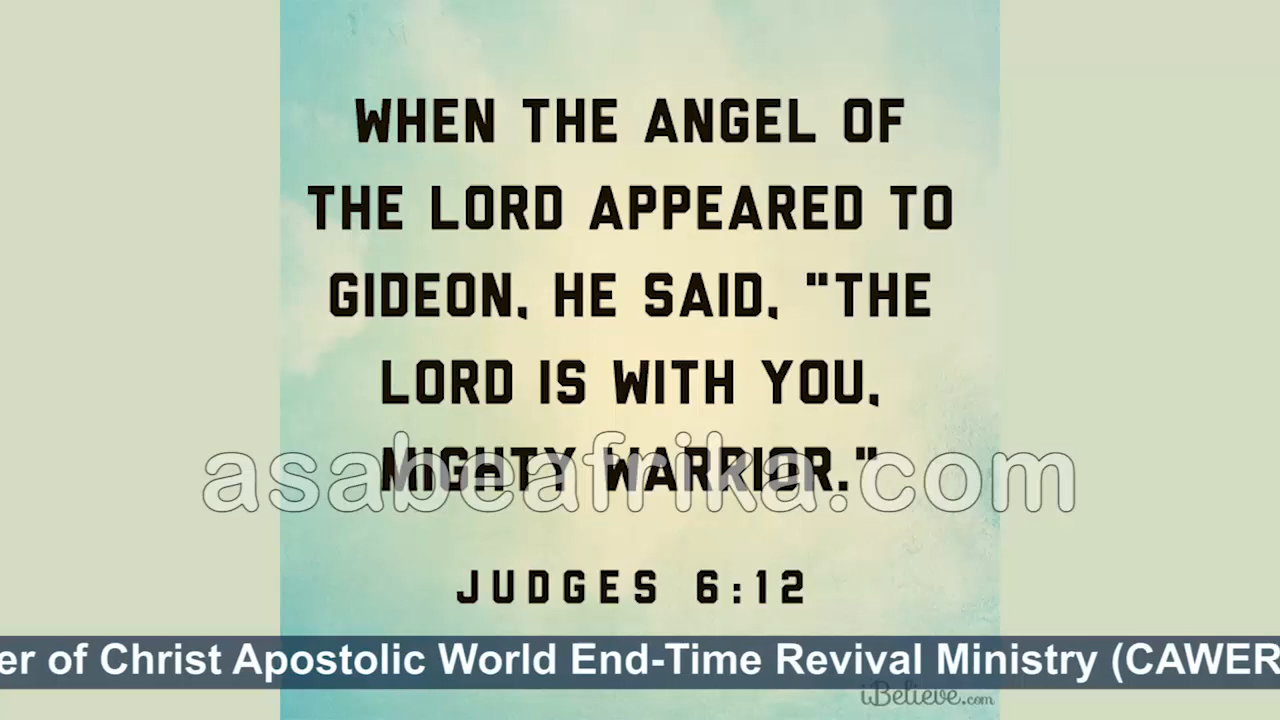 WHEN THE ANGEL OF
THE LORD APPEARED TO
GIDEON, HE SAID, "THE
LORD IS WITH YOU,
MIGHTY WARRIOR."
asabeafrika.com
JUDGES 6:12
er of Christ Apostolic World End-Time Revival Ministry (CAWER
iBelieve.com